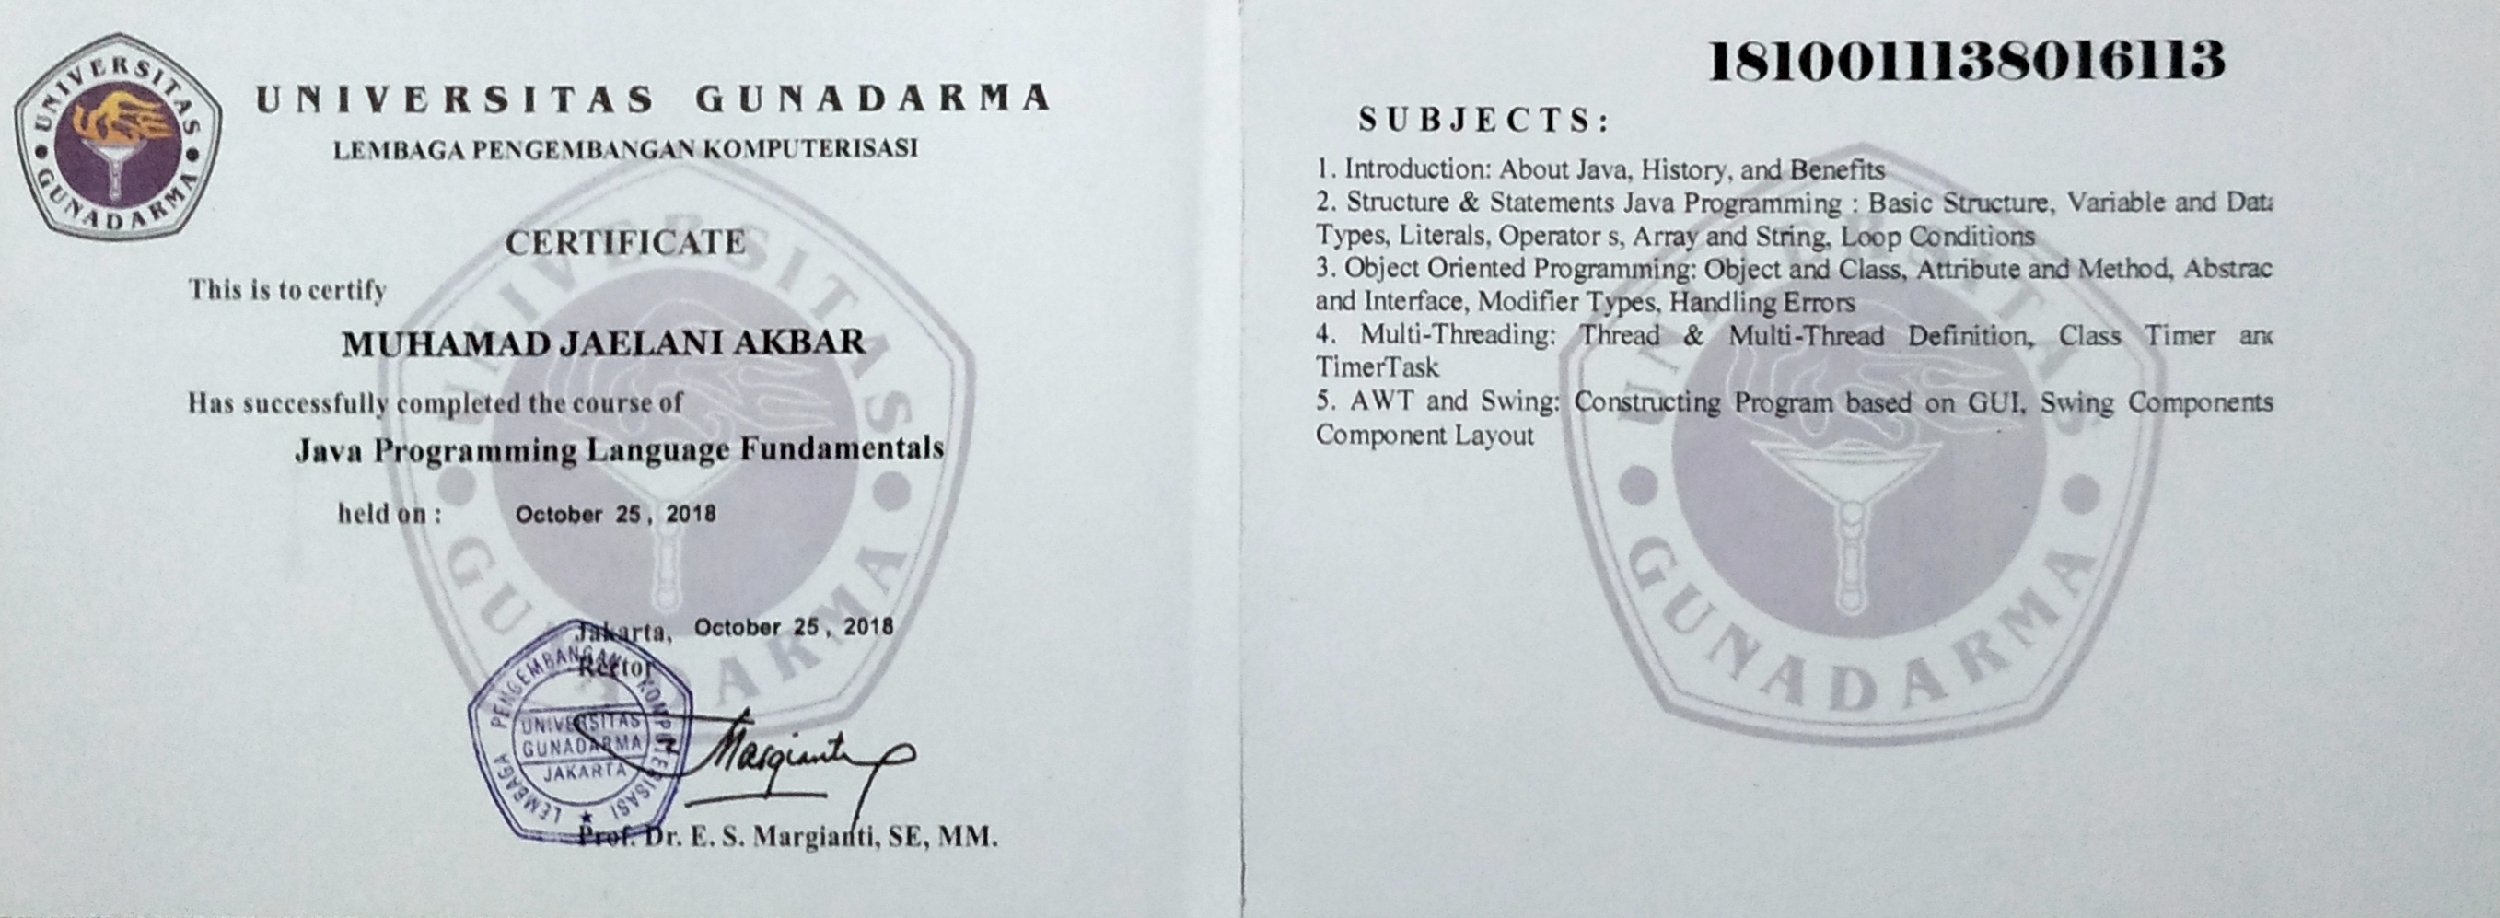 UNIVERSITAS GUNADARMA
UNIVERSITAS GUNADARMA
LEMBAGA PENGEMBANGAN KOMPUTERISASI
CERTIFICATE
This is to certify
MUHAMAD JAELANI AKBAR
Has successfully completed the course of
Java Programming Language Fundamentals
held on : October 25, 2018
Jakarta, October 25, 2018
Rector
LEMBAGA PENGEMBANGAN KOMPUTERISASI
UNIVERSITAS
GUNADARMA
JAKARTA
Margianti
Prof. Dr. E. S. Margianti, SE, MM.
UNIVERSITAS GUNADARMA
1810011138016113
SUBJECTS:
1. Introduction: About Java, History, and Benefits
2. Structure & Statements Java Programming : Basic Structure, Variable and Data
Types, Literals, Operator s, Array and String, Loop Conditions
3. Object Oriented Programming: Object and Class, Attribute and Method, Abstrac
and Interface, Modifier Types, Handling Errors
4. Multi-Threading: Thread & Multi-Thread Definition, Class Timer and
TimerTask
5. AWT and Swing: Constructing Program based on GUI, Swing Components
Component Layout
UNIVERSITAS GUNADARMA